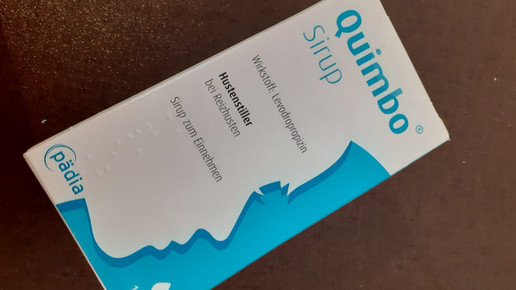 Quimbo®
Sirup
Wirkstoff: Levodropropizin
Hustenstiller
bei Reizhusten
Sirup zum Einnehmen
pädia